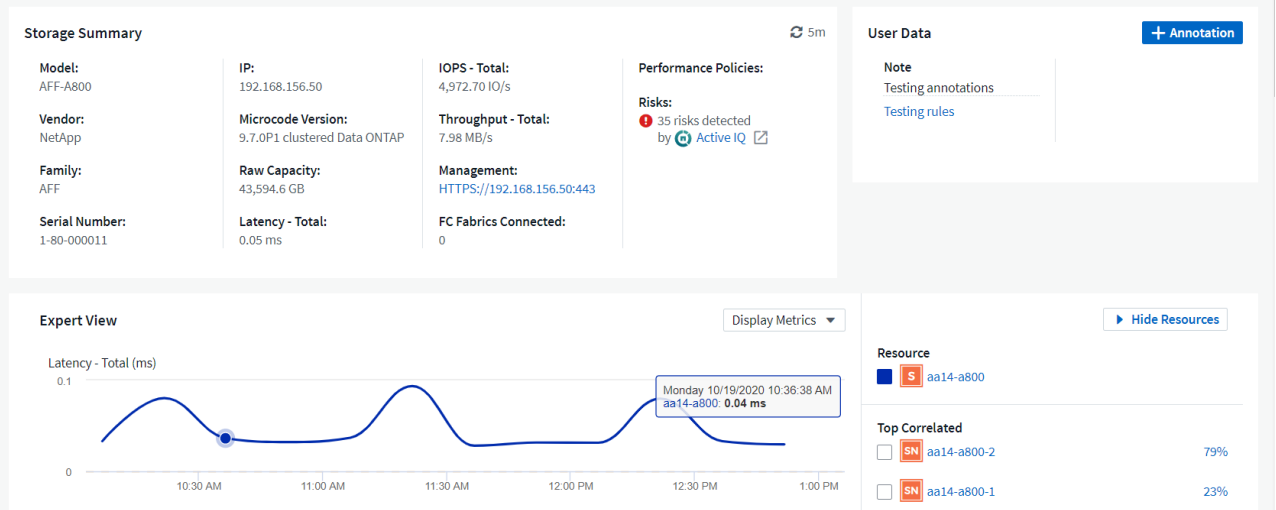 Storage Summary
5m
Model:
AFF-A800
Vendor:
NetApp
Family:
AFF
Serial Number:
1-80-000011
IP:
192.168.156.50
Microcode Version:
9.7.0P1 clustered Data ONTAP
Raw Capacity:
43,594.6 GB
Latency - Total:
0.05 ms
IOPS - Total:
4,972.70 IO/s
Throughput - Total:
7.98 MB/s
Management:
HTTPS://192.168.156.50:443
FC Fabrics Connected:
0
Performance Policies:
Risks:
35 risks detected
by Active IQ
User Data
+ Annotation
Note
Testing annotations
Testing rules
Expert View
Display Metrics
Latency - Total (ms)
0.1
0
Monday 10/19/2020 10:36:38 AM
aa14-a800: 0.04 ms
10:30 AM 11:00 AM 11:30 AM 12:00 PM 12:30 PM 1:00 PM
Hide Resources
Resource
S aa14-a800
Top Correlated
SN aa14-a800-2 79%
SN aa14-a800-1 23%